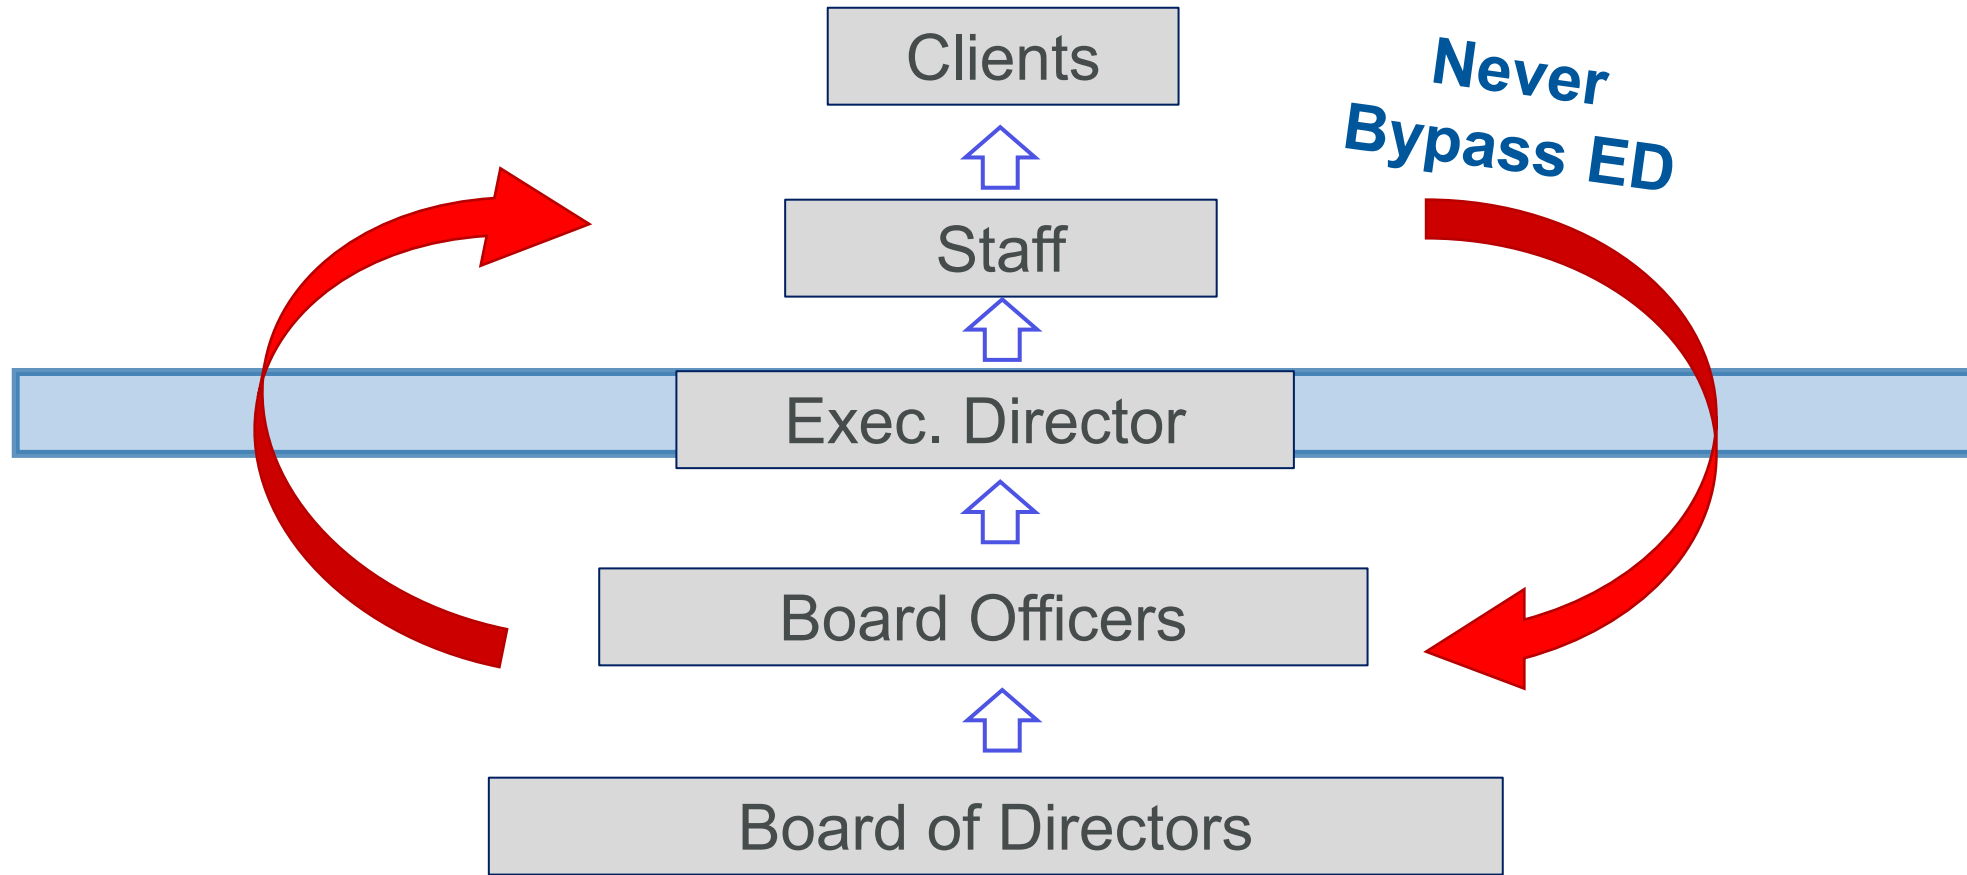 Clients
Never
Bypass ED
Staff
Exec. Director
Board Officers
Board of Directors